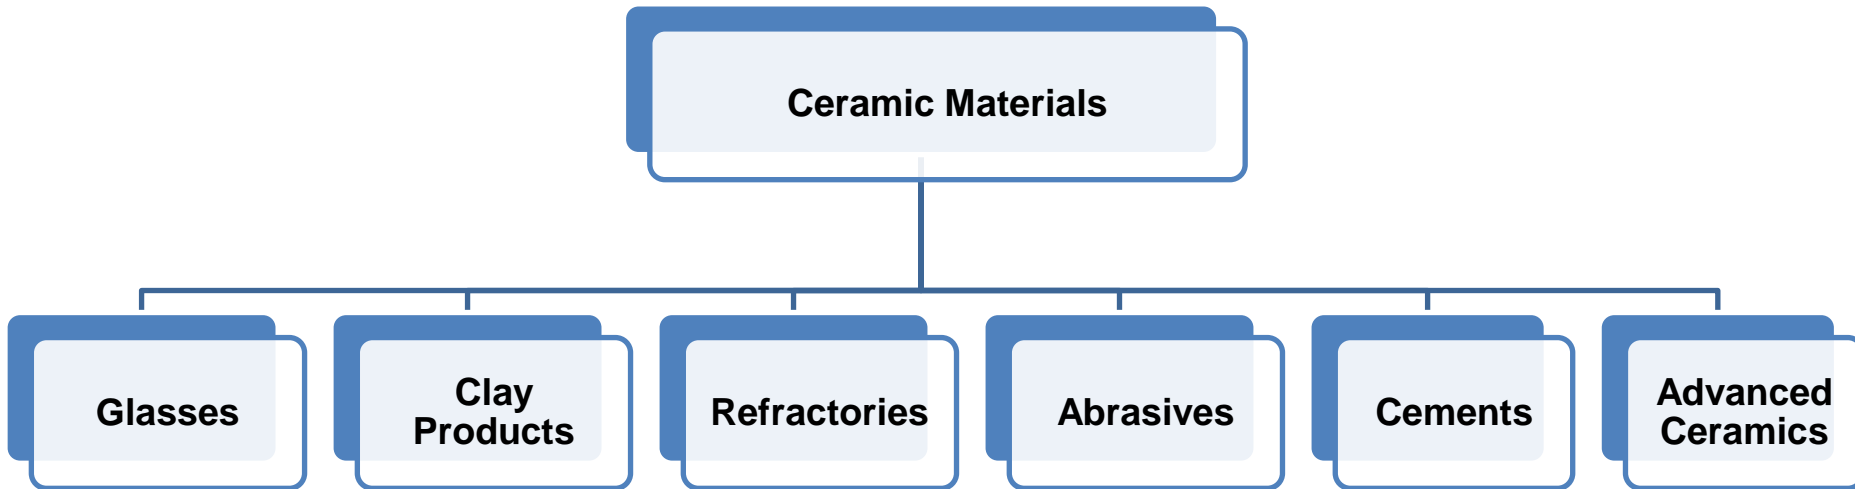 Ceramic Materials
Glasses
Clay
Products
Refractories
Abrasives
Cements
Advanced
Ceramics